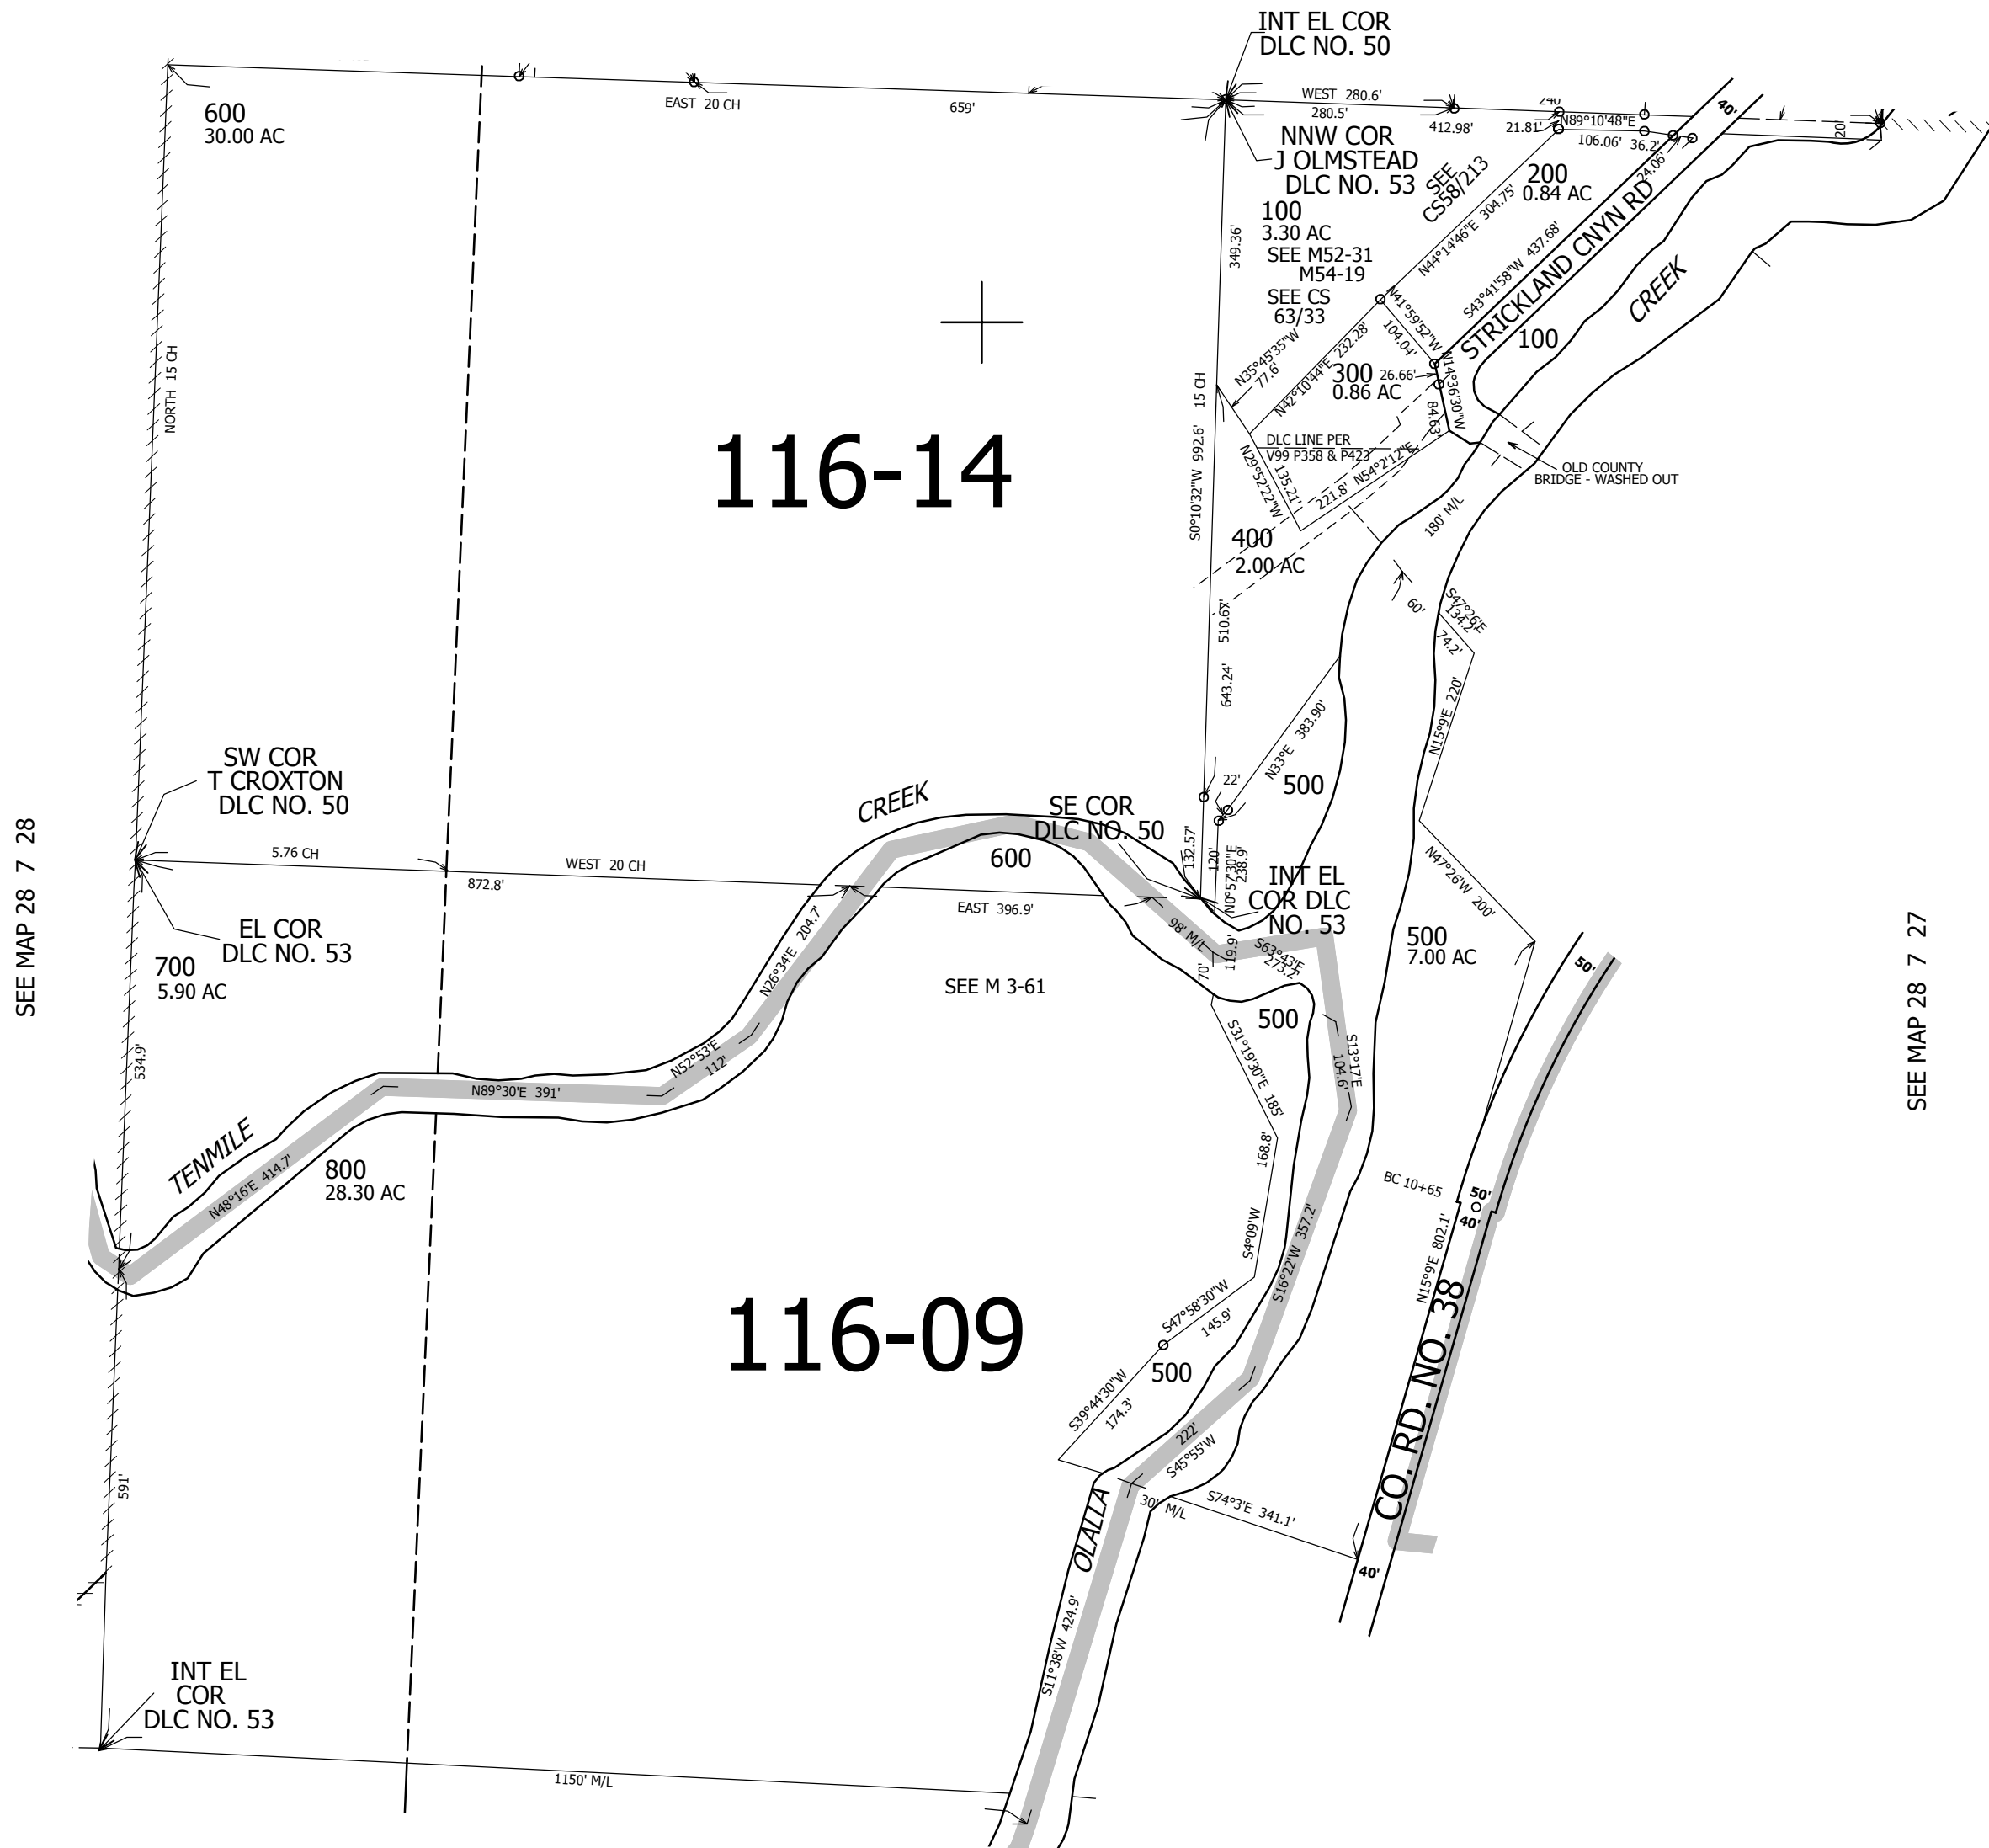 INT EL COR
DLC NO. 50
WEST 280.6'
280.5'
EAST 20 CH
659'
412.98'
240'
21.81'
N89°10'48"E
106.06'
36.2'
24.06'
40'
20
600
30.00 AC
NNW COR
J OLMSTEAD
DLC NO. 53
SEE
CS58/213
200
0.84 AC
100
3.30 AC
SEE M52-31
M54-19
SEE CS
63/33
349.36'
N44°14'46"E 304.75'
S43°41'58"W 437.68'
STRICKLAND CNYN RD
CREEK
100
N41°59'52"W
104.04'
N35°45'35"W
77.6'
N42°10'44"E 232.28'
300
0.86 AC
26.66'
N14°36'30"W
84.63'
NORTH 15 CH
S0°10'32"W 992.6' 15 CH
DLC LINE PER
V99 P358 & P423
N29°52'22"W
135.21'
221.8' N54°2'12"E
OLD COUNTY
BRIDGE - WASHED OUT
180' M/L
116-14
400
2.00 AC
510.67'
643.24'
60'
S47°26'E
134.2'
74.2'
N15°9'E 220'
SW COR
T CROXTON
DLC NO. 50
CREEK
SE COR
DLC NO. 50
22'
N33°E 383.90'
500
132.57'
120'
N0°57'30"E
238.9'
5.76 CH
WEST 20 CH
872.8'
600
EAST 396.9'
INT EL
COR DLC
NO. 53
N47°26'W 200'
SEE MAP 28 7 28
EL COR
DLC NO. 53
700
5.90 AC
N26°34'E 204.7'
98' M/L
70'
119.9'
S63°43'E
273.2'
500
7.00 AC
50'
SEE MAP 28 7 27
SEE M 3-61
500
534.9'
N52°53'E
112'
N89°30'E 391'
S31°19'30"E 185'
S13°17'E
104.6'
168.8'
TENMILE
800
28.30 AC
N48°16'E 414.7'
S4°09'W
S16°22'W 357.2'
BC 10+65
50'
40'
N15°9'E 802.1'
CO. RD. NO. 38
116-09
S47°58'30"W
145.9'
500
S39°44'30"W
174.3'
222'
S45°55'W
591'
30' M/L
S74°3'E 341.1'
40'
OLALLA
S11°38'W 424.9'
INT EL
COR
DLC NO. 53
1150' M/L